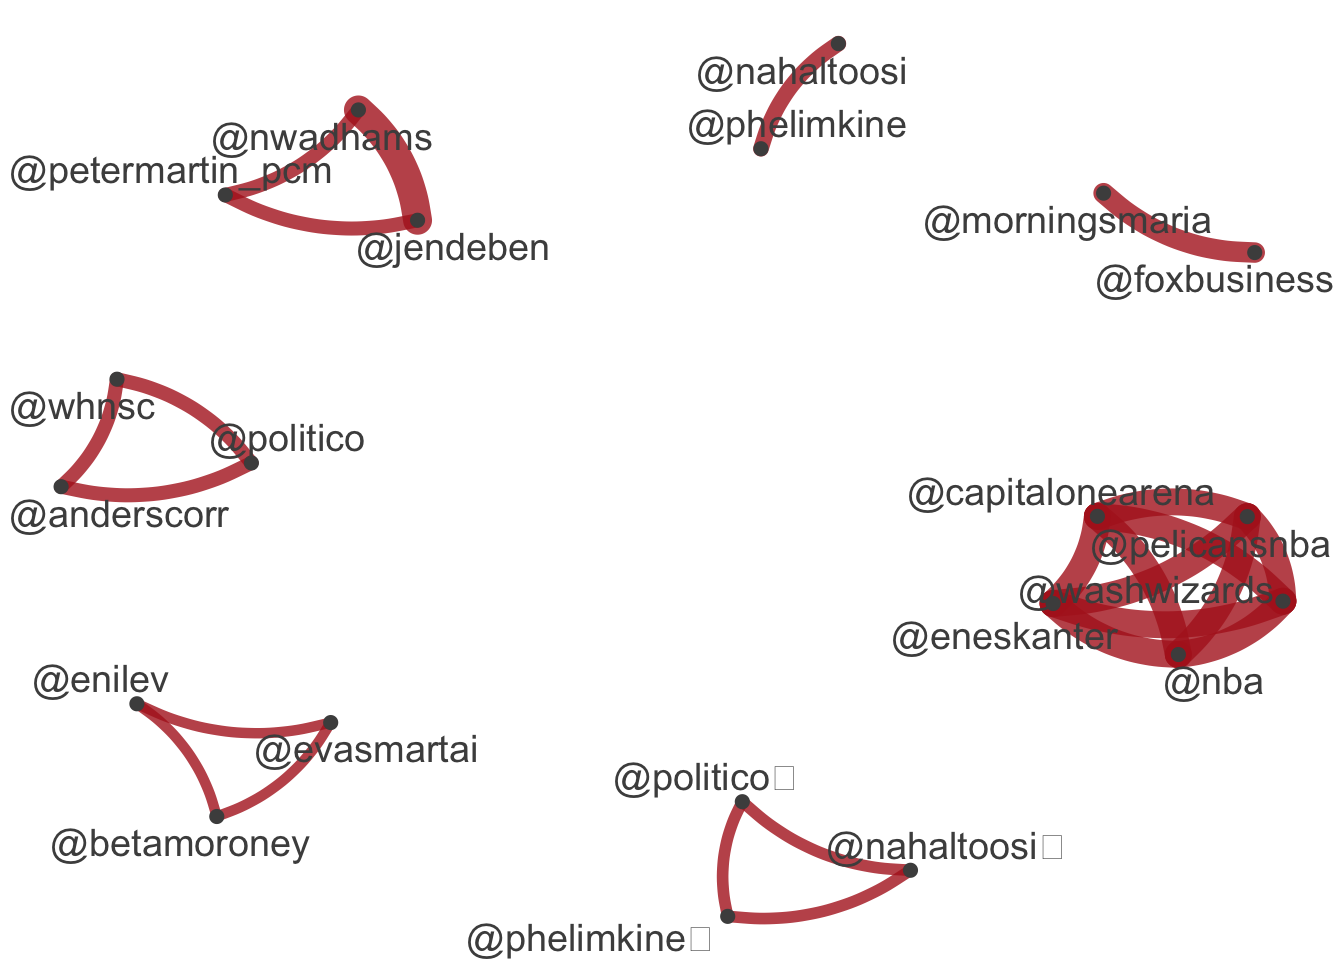 @nahaltoosi
@phelimkine
@nwadhams
@petermartin_pcm
@jendeben
@morningsmaria
@foxbusiness
@whnsc
@politico
@anderscorr
@capitalonearena
@pelicansnba
@washwizards
@eneskanter
@nba
@enilev
@evasmartai
@betamoroney
@politico
@nahaltoosi
@phelimkine